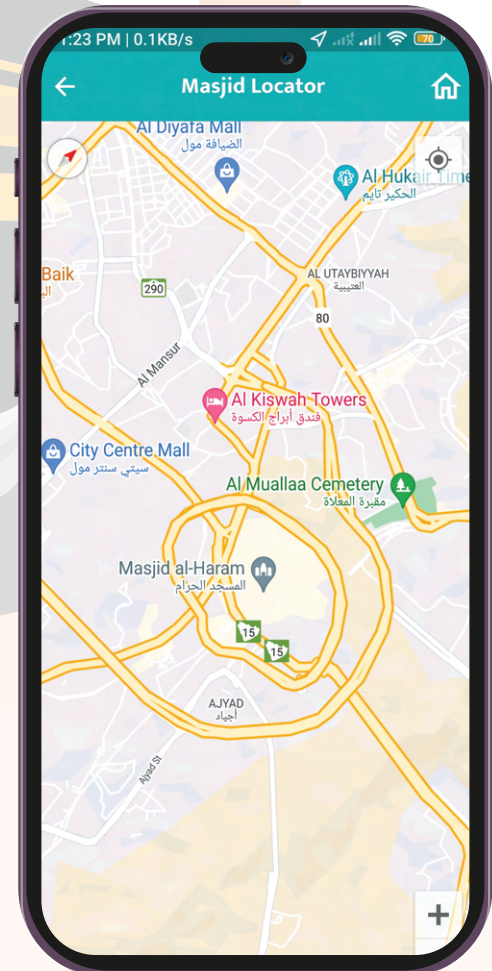 1:23 PM | 0.1KB/s
70
Masjid Locator
Al Diyafa Mall
الضيافة مول
Al Hukair Time
الحكير تايم
Baik
AL UTAYBIYYAH
العتيبية
290
80
Al Mansur
Al Kiswah Towers
فندق أبراج الكسوة
City Centre Mall
سيتي سنتر مول
Al Muallaa Cemetery
مقبرة المعلاة
Masjid al-Haram
المسجد الحرام
15
15
AJYAD
أجياد
Ajyad St
+